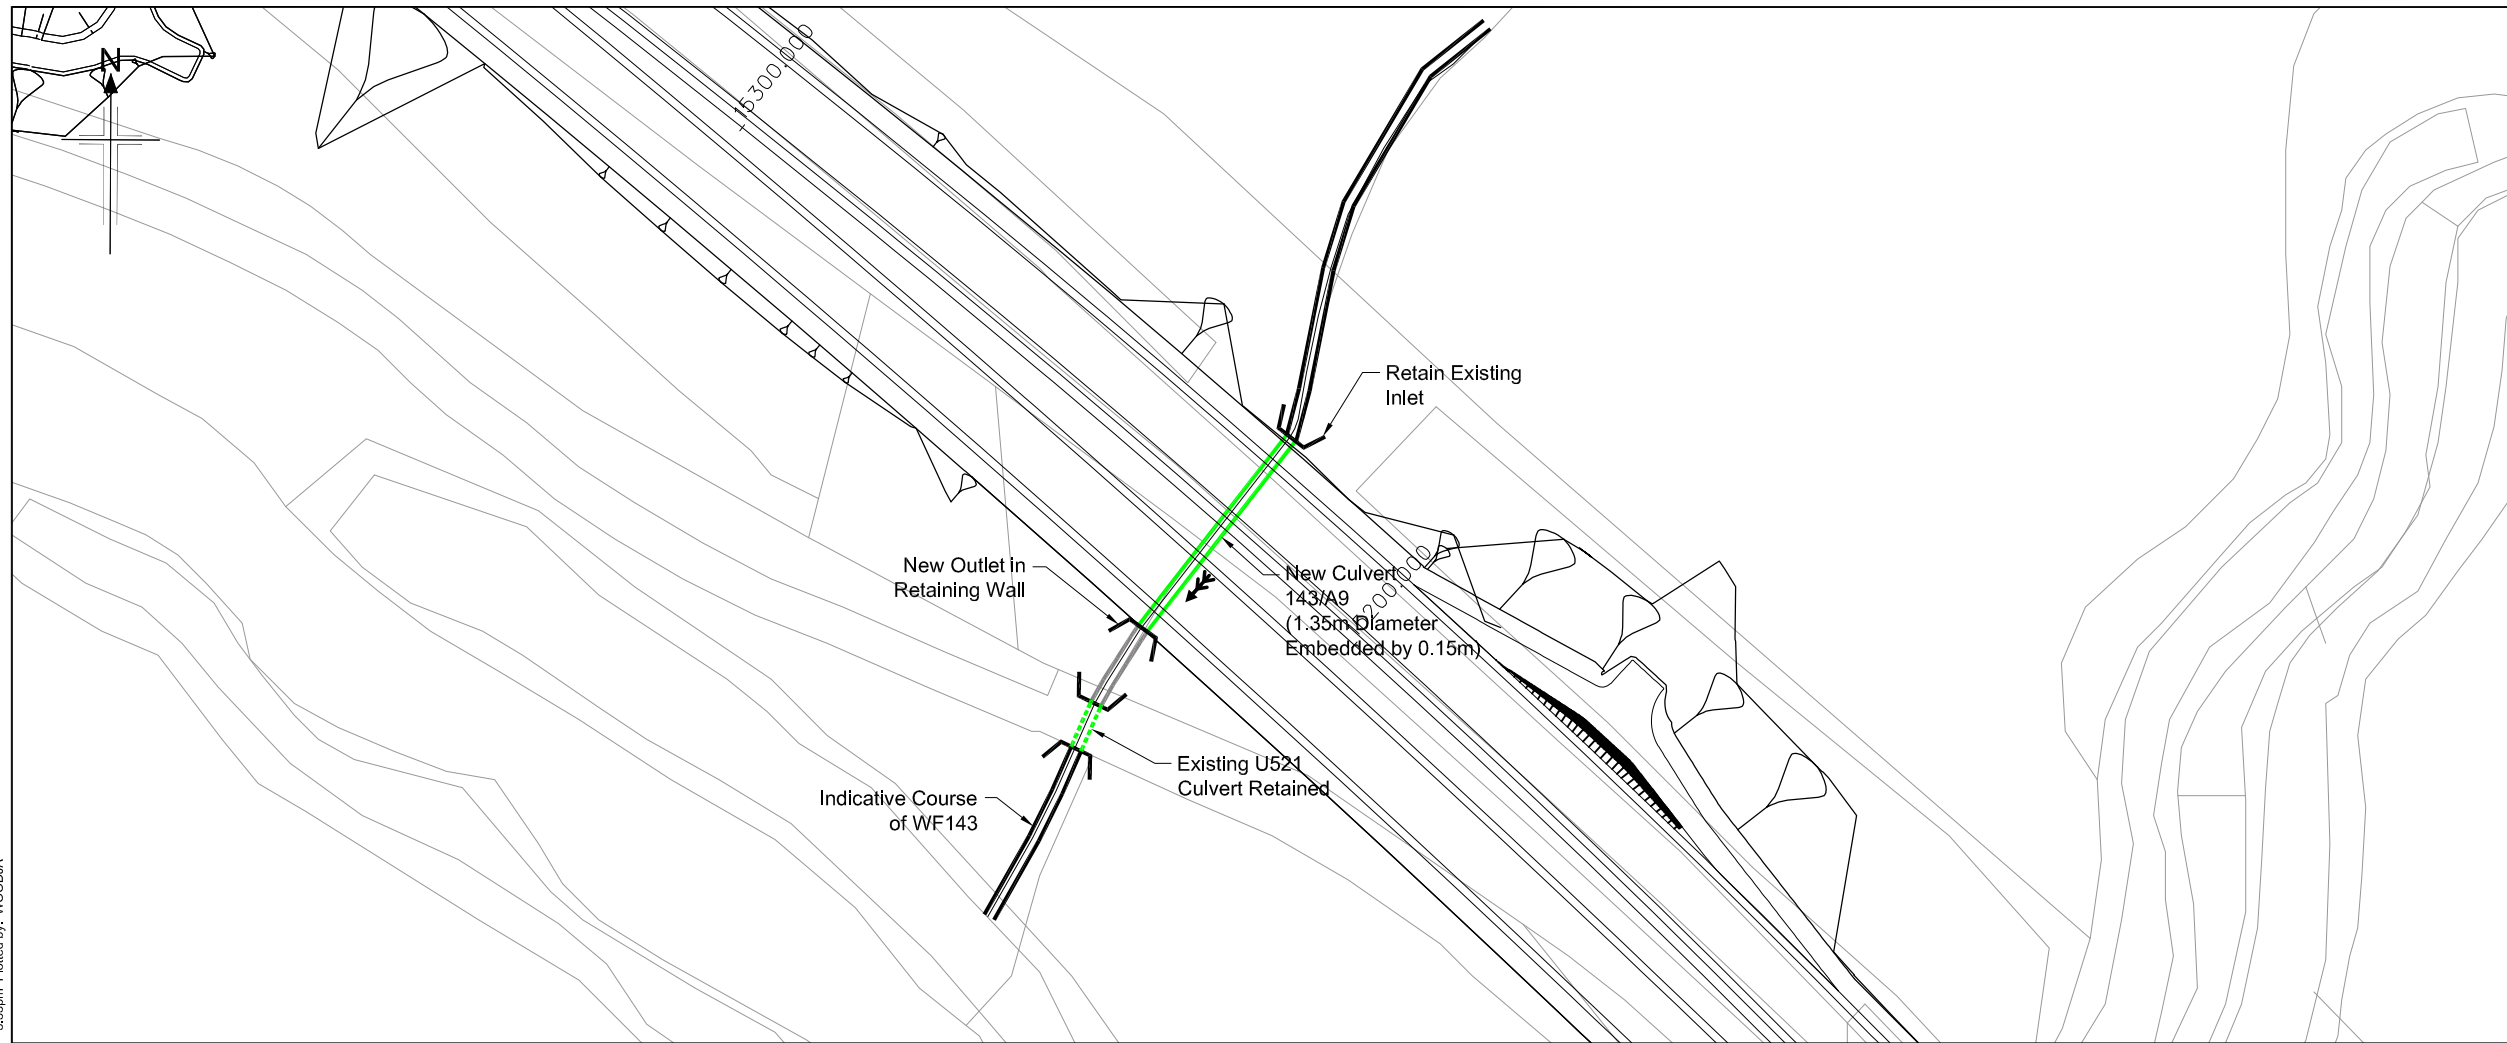 N
-15300.000
Retain Existing
Inlet
New Outlet in
Retaining Wall
New Culvert
143/A9
(1.35m Diameter
Embedded by 0.15m)
Existing U521
Culvert Retained
Indicative Course
of WF143